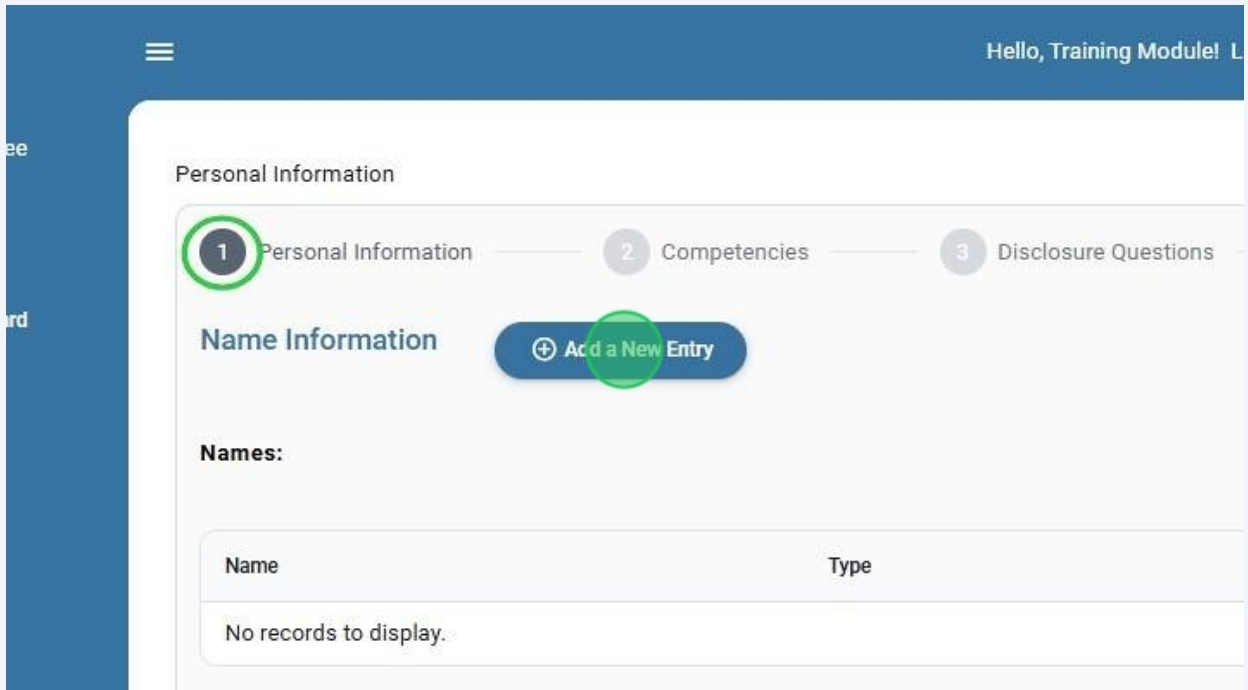 Hello, Training Module! L
ee
Personal Information
1 Personal Information 2 Competencies 3 Disclosure Questions
rd
Name Information Add a New Entry
Names:
Name Type
No records to display.